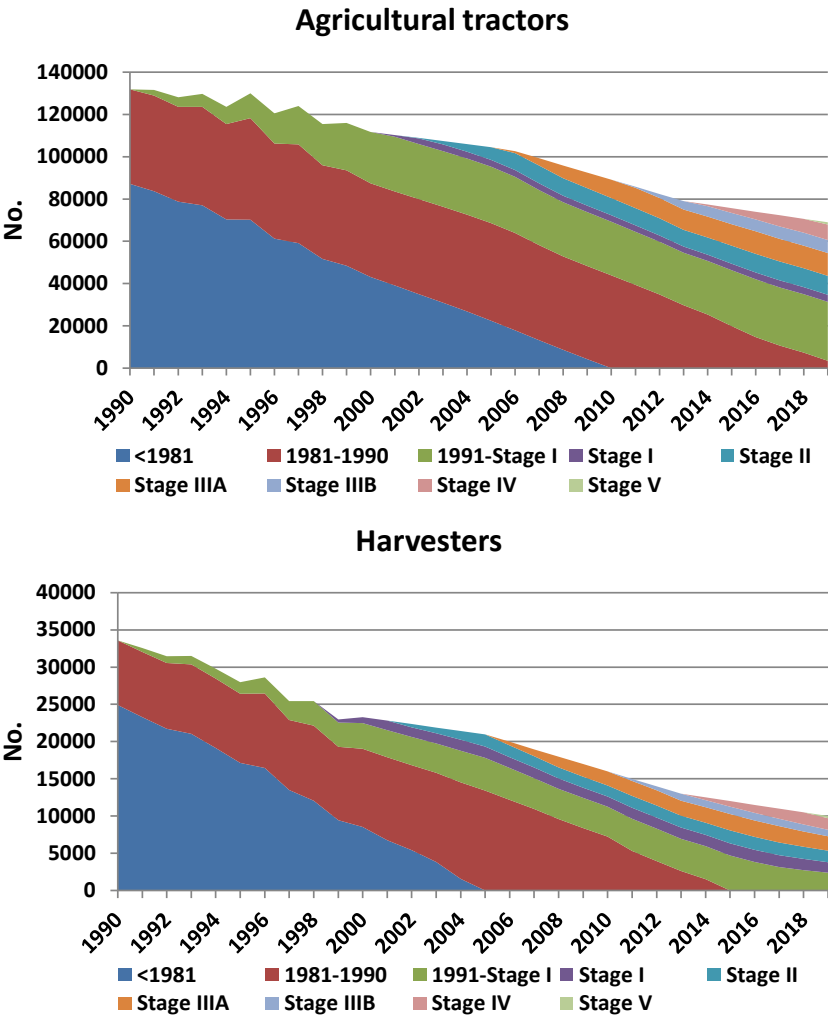 Agricultural tractors
No.
140000
120000
100000
80000
60000
40000
20000
0
1990 1992 1994 1996 1998 2000 2002 2004 2006 2008 2010 2012 2014 2016 2018
<1981 1981-1990 1991-Stage I Stage I Stage II
Stage IIIA Stage IIIB Stage IV Stage V
Harvesters
No.
40000
35000
30000
25000
20000
15000
10000
5000
0
1990 1992 1994 1996 1998 2000 2002 2004 2006 2008 2010 2012 2014 2016 2018
<1981 1981-1990 1991-Stage I Stage I Stage II
Stage IIIA Stage IIIB Stage IV Stage V